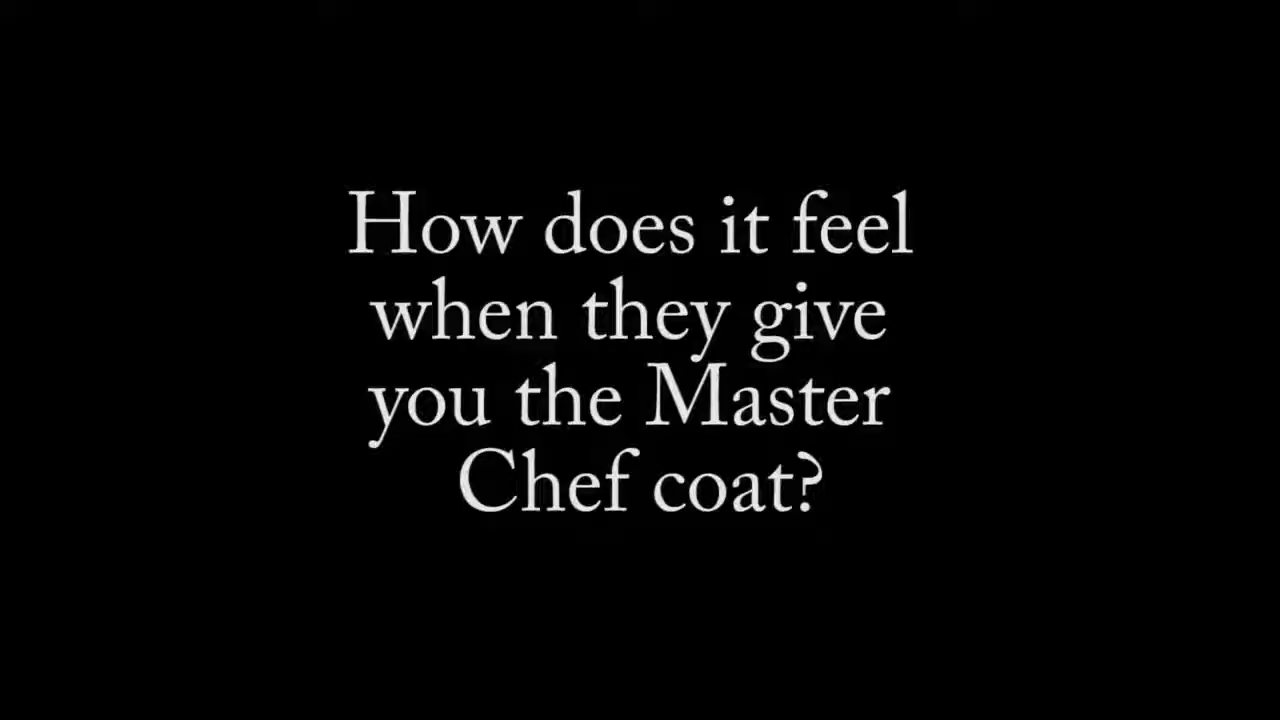 How does it feel
when they give
you the Master
Chef coat?